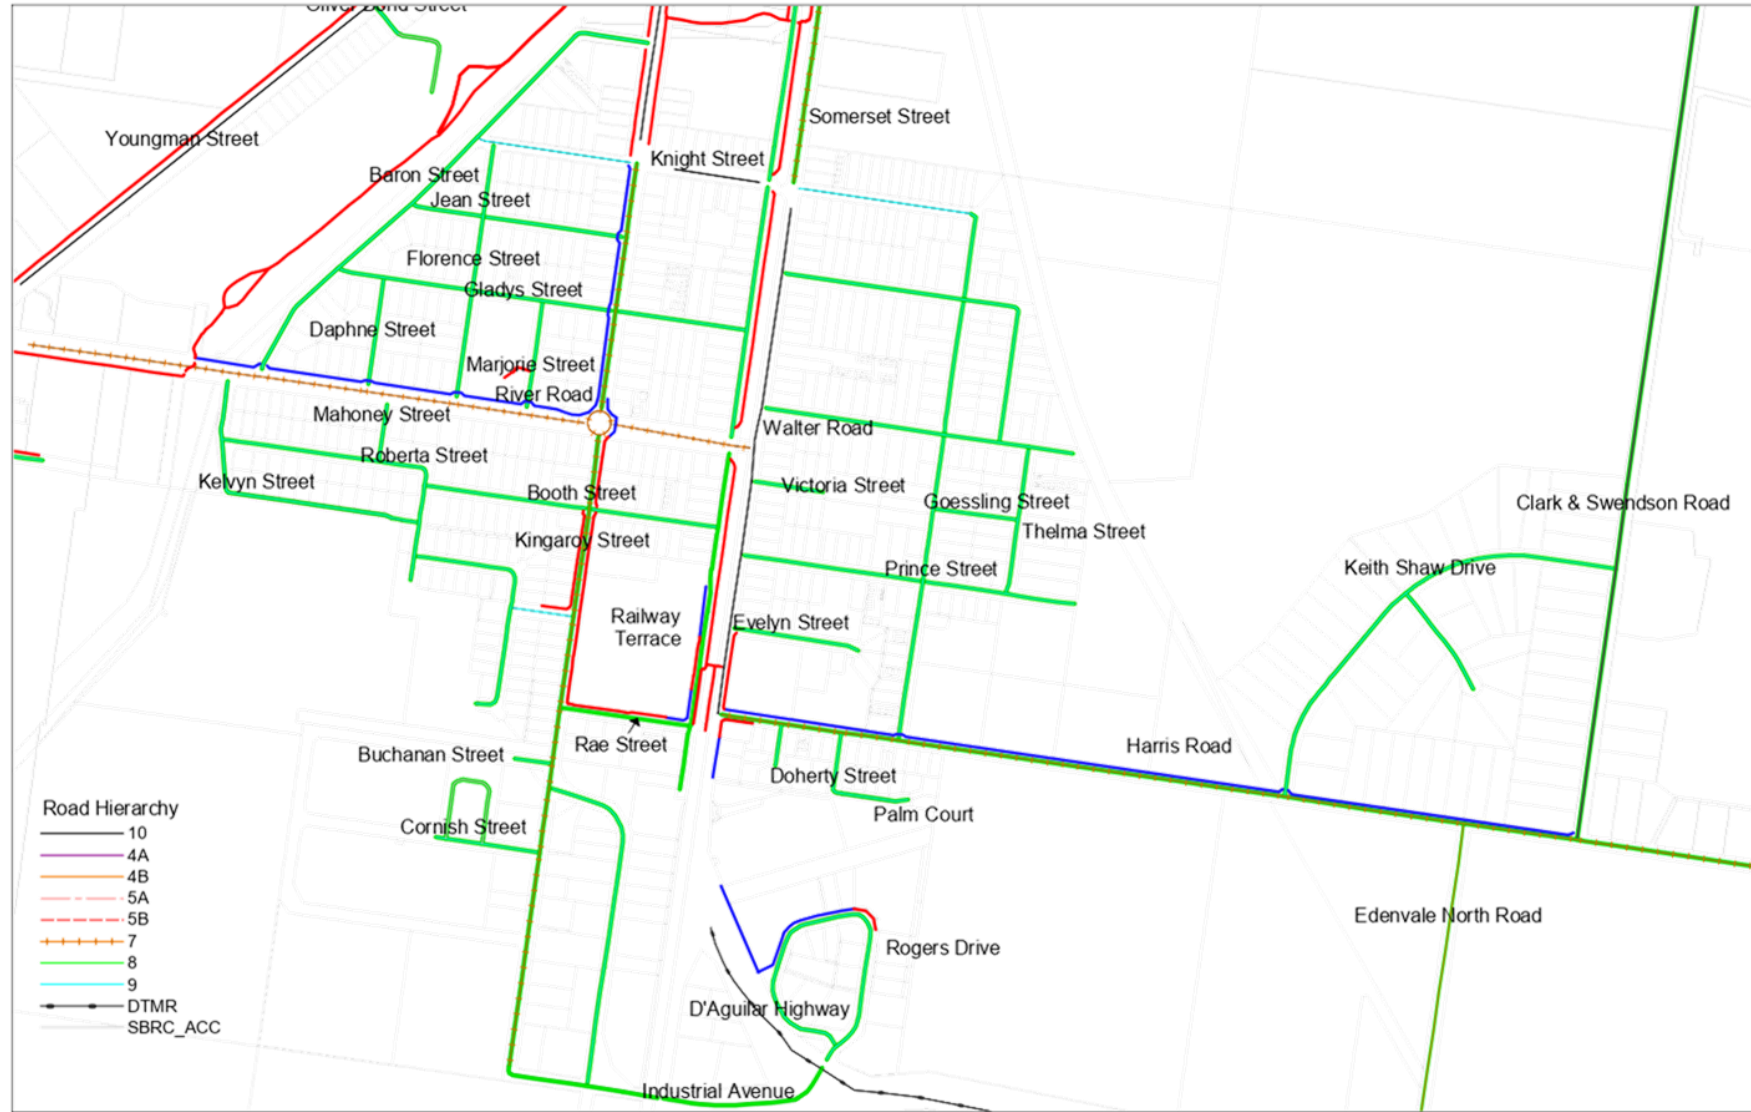 Oliver Bond Street
Somerset Street
Youngman Street
Knight Street
Baron Street
Jean Street
Florence Street
Gladys Street
Daphne Street
Marjorie Street
River Road
Mahoney Street
Walter Road
Roberta Street
Kelvyn Street
Victoria Street
Booth Street
Goessling Street
Clark & Swendson Road
Thelma Street
Kingaroy Street
Prince Street
Keith Shaw Drive
Railway
Terrace
Evelyn Street
Rae Street
Harris Road
Buchanan Street
Doherty Street
Palm Court
Cornish Street
Edenvale North Road
Rogers Drive
D'Aguilar Highway
Industrial Avenue
Road Hierarchy
10
4A
4B
5A
5B
7
8
9
DTMR
SBRC_ACC